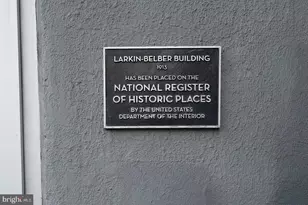 LARKIN-BELBER BUILDING
1913
HAS BEEN PLACED ON THE
NATIONAL REGISTER
OF HISTORIC PLACES
BY THE UNITED STATES
DEPARTMENT OF THE INTERIOR
bright
MLS